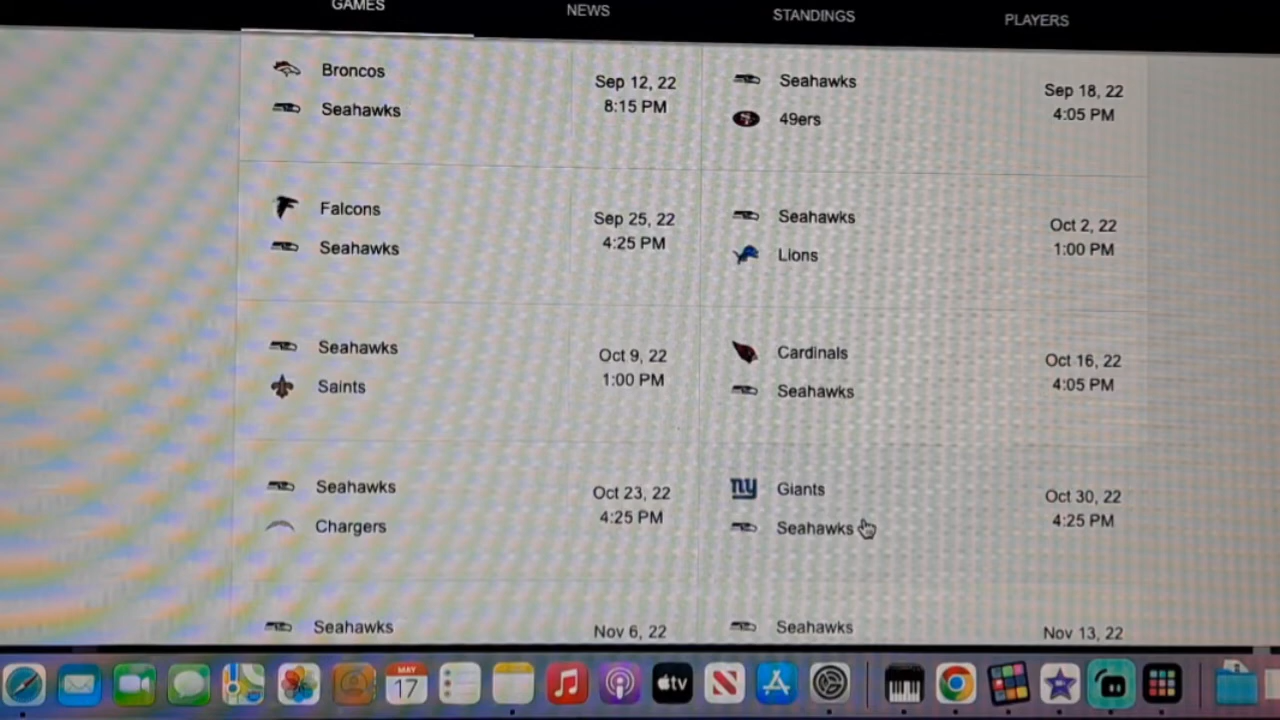 GAMES
NEWS
STANDINGS
PLAYERS
Broncos
Seahawks
Sep 12, 22
8:15 PM
Seahawks
49ers
Sep 18, 22
4:05 PM
Falcons
Seahawks
Sep 25, 22
4:25 PM
Seahawks
Lions
Oct 2, 22
1:00 PM
Seahawks
Saints
Oct 9, 22
1:00 PM
Cardinals
Seahawks
Oct 16, 22
4:05 PM
Seahawks
Chargers
Oct 23, 22
4:25 PM
ny
Giants
Seahawks
Oct 30, 22
4:25 PM
Seahawks
Nov 6, 22
Seahawks
Nov 13, 22
MAY
17
tv